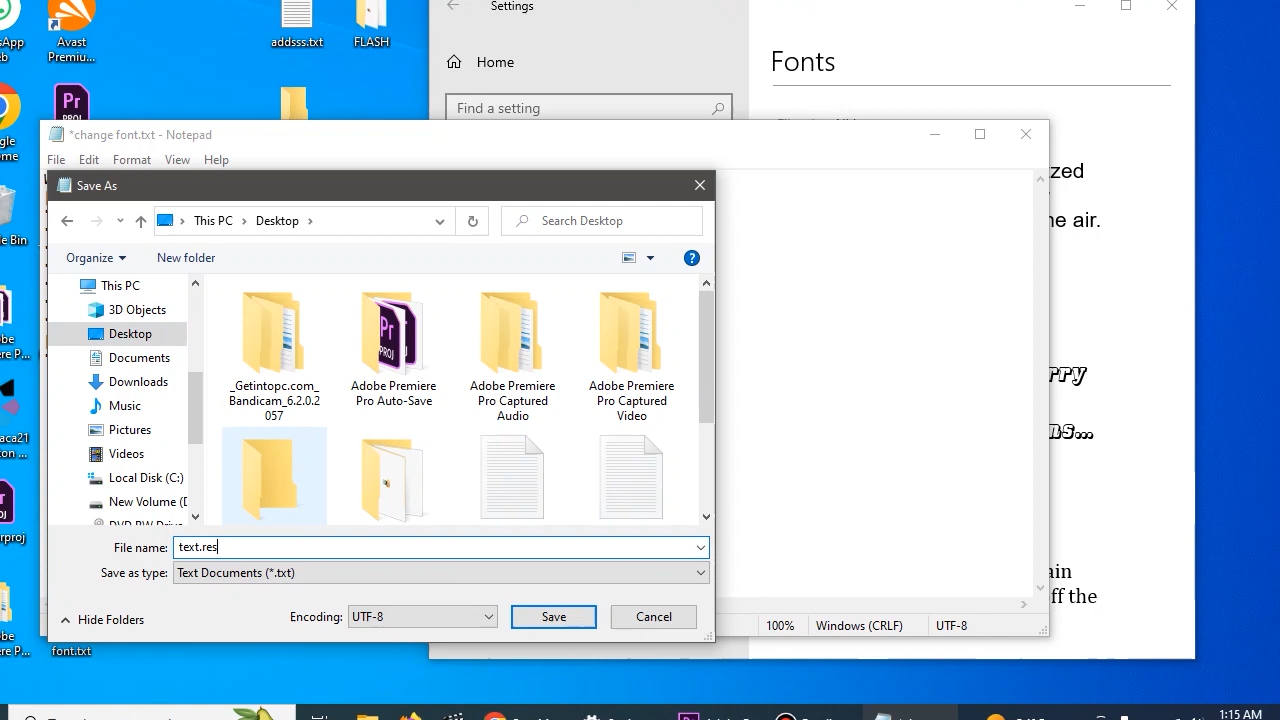 Settings
Home
Find a setting
Fonts
Avast
Premiu...
addsss.txt
FLASH
*change font.txt - Notepad
File Edit Format View Help
Save As
This PC Desktop
Search Desktop
Organize New folder
This PC
3D Objects
Desktop
Documents
Downloads
Music
Pictures
Videos
Local Disk (C:)
New Volume (D
_Getintopc.com_
Bandicam_6.2.0.2
057
Adobe Premiere
Pro Auto-Save
Adobe Premiere
Pro Captured
Audio
Adobe Premiere
Pro Captured
Video
File name: text.res
Save as type: Text Documents (*.txt)
Hide Folders
Encoding: UTF-8
Save
Cancel
100%
Windows (CRLF)
UTF-8
font.txt
zed
e air.
rry
ns...
ain
ff the
1:15 AM